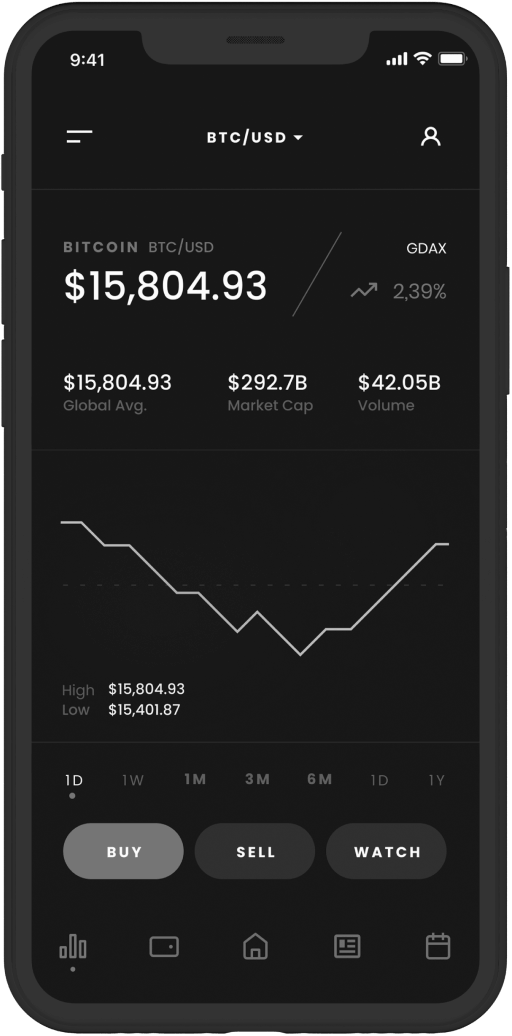 9:41
BTC/USD
BITCOIN BTC/USD
GDAX
$15,804.93
2,39%
$15,804.93 $292.7B $42.05B
Global Avg. Market Cap Volume
High $15,804.93
Low $15,401.87
1D 1W 1M 3M 6M 1D 1Y
BUY SELL WATCH